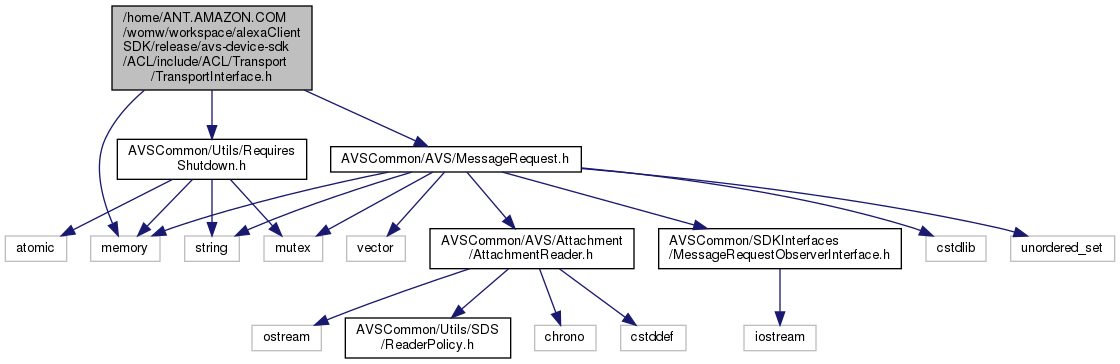 /home/ANT.AMAZON.COM
/womw/workspace/alexaClient
SDK/release/avs-device-sdk
/ACL/include/ACL/Transport
/TransportInterface.h
AVSCommon/Utils/Requires
Shutdown.h
AVSCommon/AVS/MessageRequest.h
atomic
memory
string
mutex
vector
AVSCommon/AVS/Attachment
/AttachmentReader.h
AVSCommon/SDKInterfaces
/MessageRequestObserverInterface.h
cstdlib
unordered_set
ostream
AVSCommon/Utils/SDS
/ReaderPolicy.h
chrono
cstddef
iostream